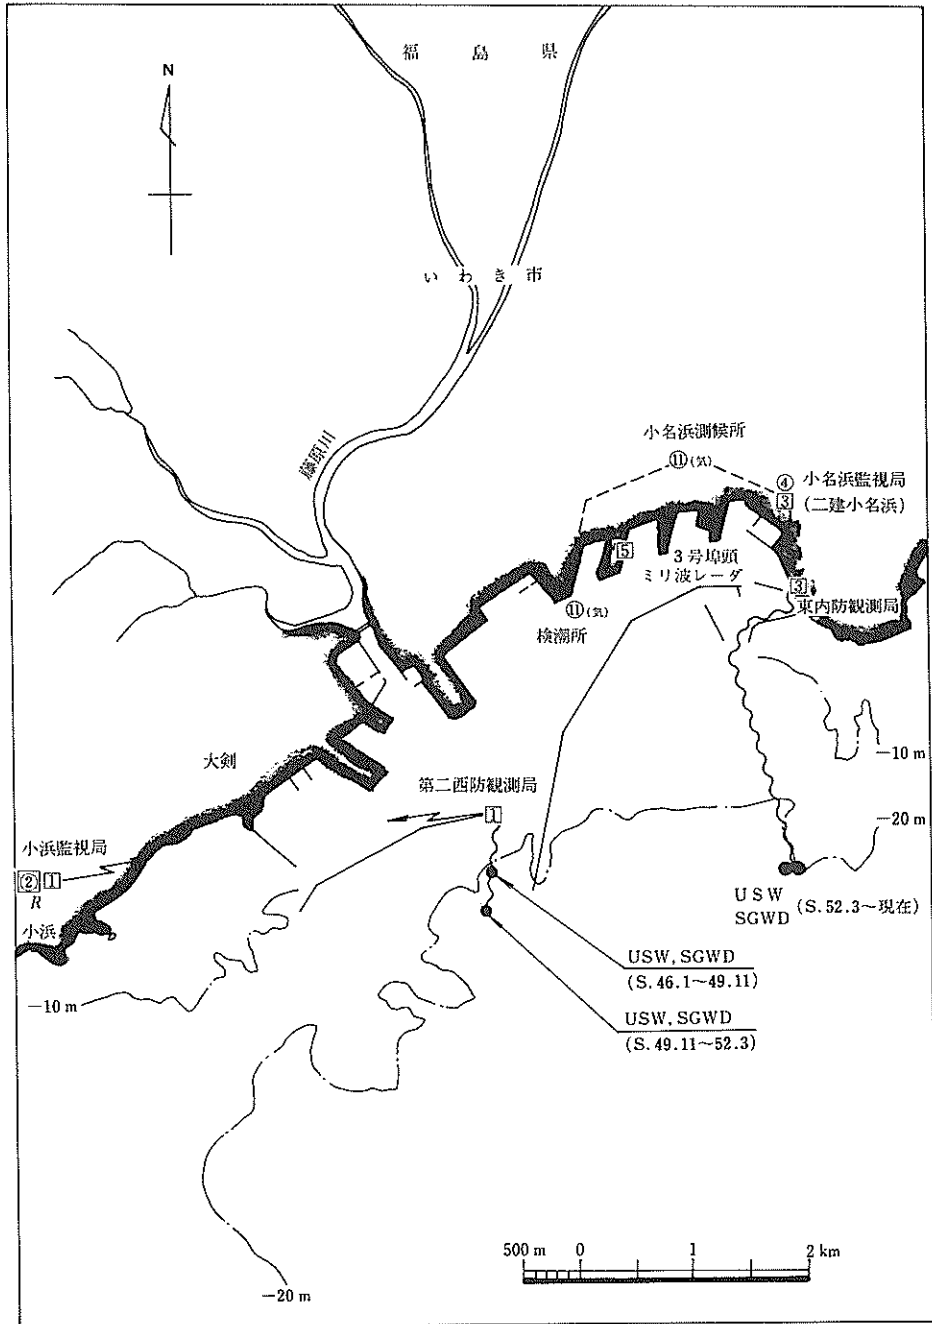 福島県
N
いわき市
藤原川
小名浜測候所
⑪(気)
④ 小名浜監視局
3 (二建小名浜)
5
3号埠頭
ミリ波レーダ
3
東内防観測局
⑪(気)
検潮所
大剣
第二西防観測局
1
小浜監視局
② 1
R
小浜
−10 m
−20 m
USW
SGWD
(S.52.3〜現在)
USW, SGWD
(S.46.1〜49.11)
USW, SGWD
(S.49.11〜52.3)
−10 m
−20 m
500 m 0 1 2 km